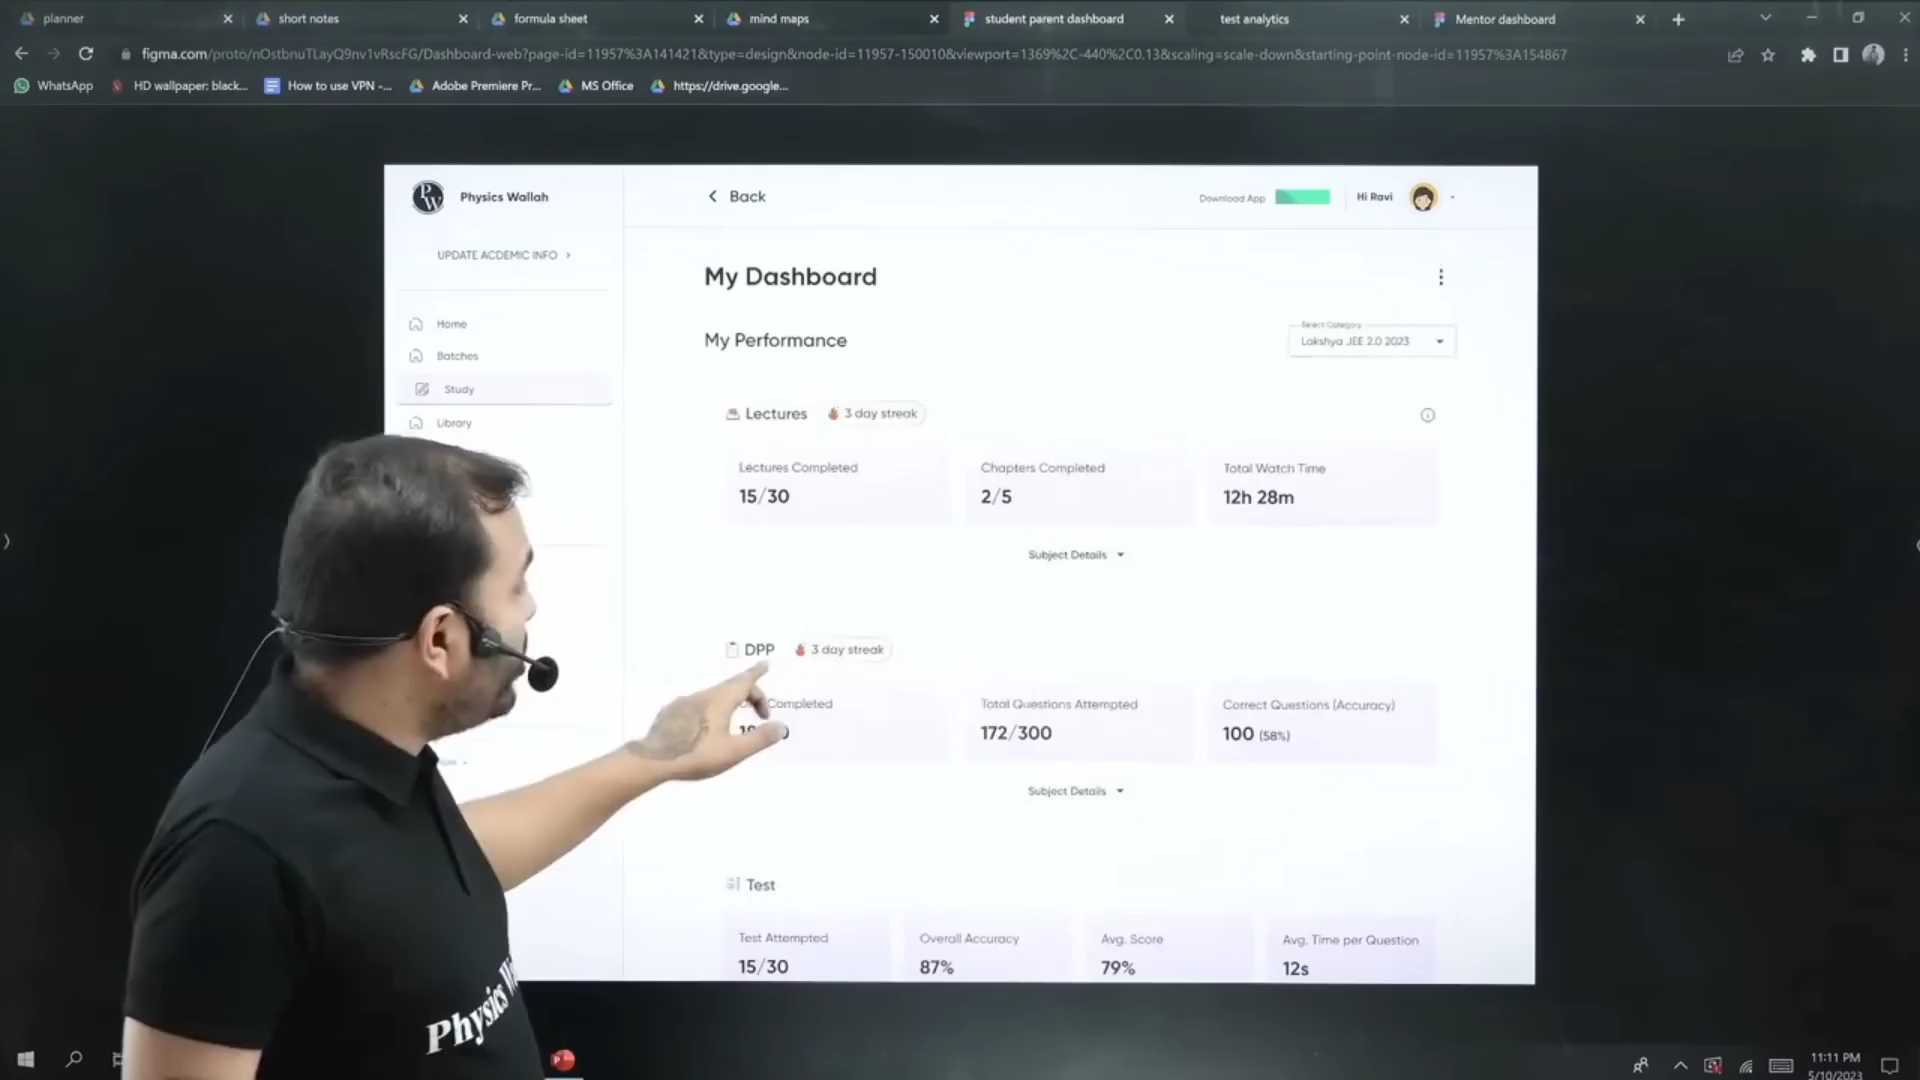 planner
short notes
formula sheet
mind maps
student parent dashboard
test analytics
Mentor dashboard
figma.com/proto/nOstbnuTLayQ9nv1vRscFG/Dashboard-web?page-id=11957%3A141421&type=design&node-id=11957-150010&viewport=1369%2C-440%2C0.13&scaling=scale-down&starting-point-node-id=11957%3A154867
WhatsApp
HD wallpaper: black...
How to use VPN -...
Adobe Premiere Pr...
MS Office
https://drive.google...
PW
Physics Wallah
Back
Download App
Hi Ravi
UPDATE ACDEMIC INFO
My Dashboard
Home
My Performance
Select Category
Lakshya JEE 2.0 2023
Batches
Study
Library
Lectures
3 day streak
Lectures Completed
15/30
Chapters Completed
2/5
Total Watch Time
12h 28m
Subject Details
DPP
3 day streak
Completed
Total Questions Attempted
172/300
Correct Questions (Accuracy)
100 (58%)
Subject Details
Test
Test Attempted
15/30
Overall Accuracy
87%
Avg. Score
79%
Avg. Time per Question
12s
Physics W
11:11 PM
5/10/2023